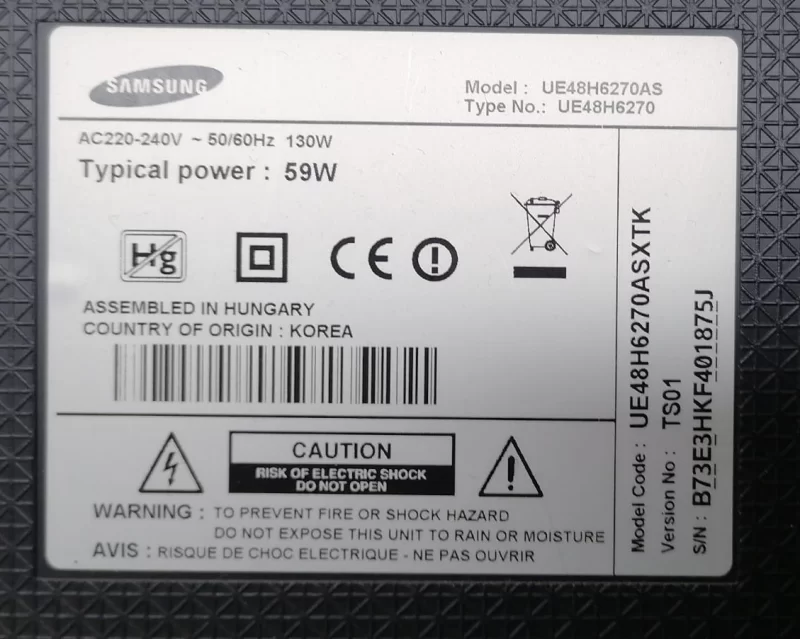 SAMSUNG
Model : UE48H6270AS
Type No.: UE48H6270
AC220-240V ~ 50/60Hz 130W
Typical power : 59W
Hg
CE
ASSEMBLED IN HUNGARY
COUNTRY OF ORIGIN : KOREA
CAUTION
RISK OF ELECTRIC SHOCK
DO NOT OPEN
WARNING : TO PREVENT FIRE OR SHOCK HAZARD
DO NOT EXPOSE THIS UNIT TO RAIN OR MOISTURE
AVIS : RISQUE DE CHOC ELECTRIQUE - NE PAS OUVRIR
Model Code : UE48H6270ASXTK
Version No : TS01
S/N : B73E3HKF401875J